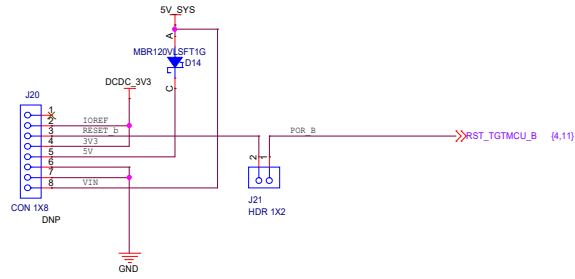 5V_SYS
A
MBR120VLSFT1G
D14
DCDC_3V3
C
J20
1
2 IOREF
3 RESET_b
4 3V3
5 5V
6
7
8 VIN
CON 1X8
DNP
POR_B
RST_TGTMCU_B {4,11}
2 1
J21
HDR 1X2
GND